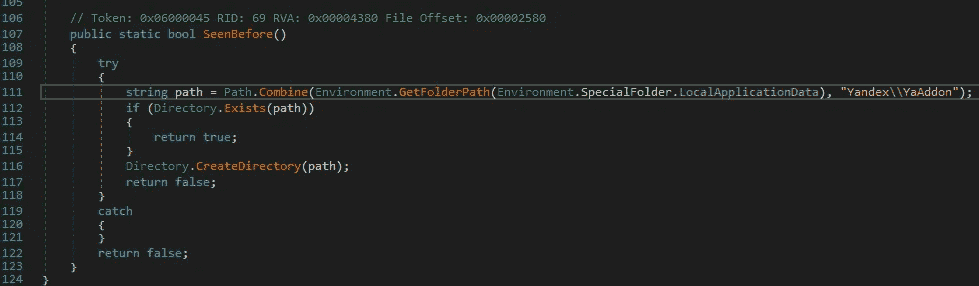 105
106 // Token: 0x06000045 RID: 69 RVA: 0x00004380 File Offset: 0x00002580
107 public static bool SeenBefore()
108 {
109 try
110 {
111 string path = Path.Combine(Environment.GetFolderPath(Environment.SpecialFolder.LocalApplicationData), "Yandex\\YaAddon");
112 if (Directory.Exists(path))
113 {
114 return true;
115 }
116 Directory.CreateDirectory(path);
117 return false;
118 }
119 catch
120 {
121 }
122 return false;
123 }
124 }